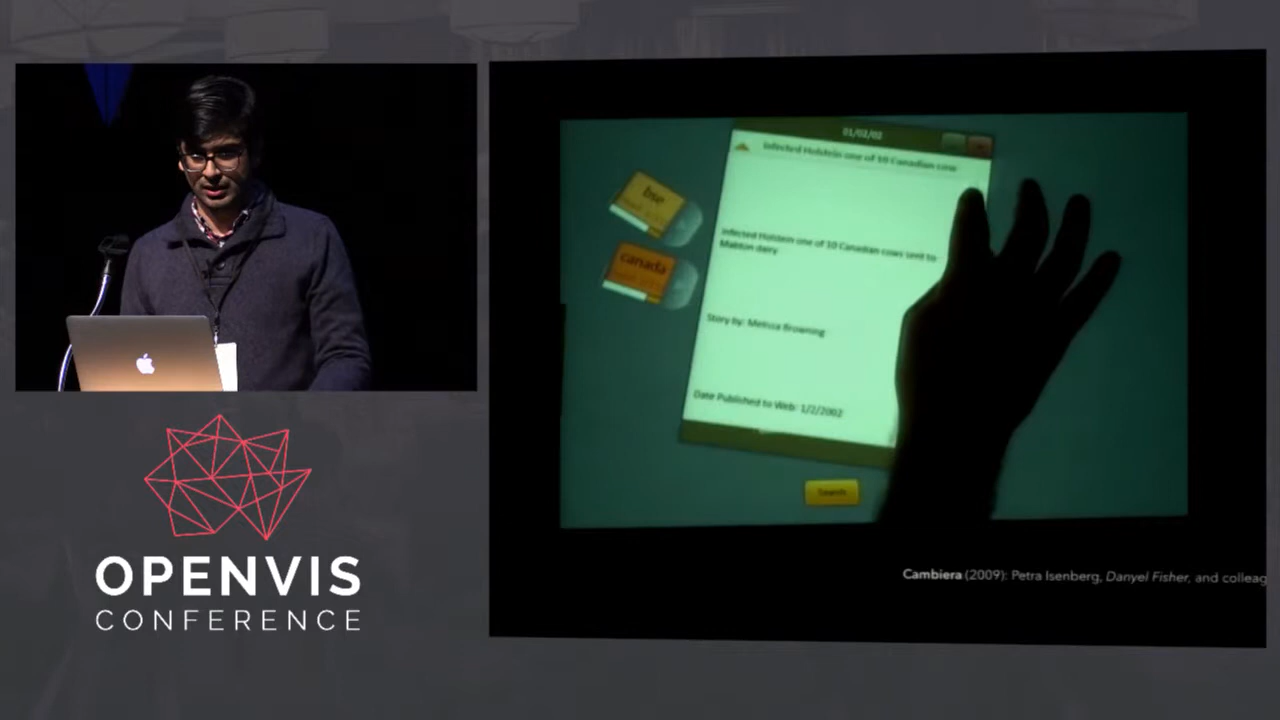 01/02/02
Infected Holstein one of 10 Canadian cow
bse
canada
Infected Holstein one of 10 Canadian cows sent to
Mabton dairy
Story by: Melissa Browning
Date Published to Web: 1/2/2002
Search
Cambiera (2009): Petra Isenberg, Danyel Fisher, and colleag
OPENVIS
CONFERENCE